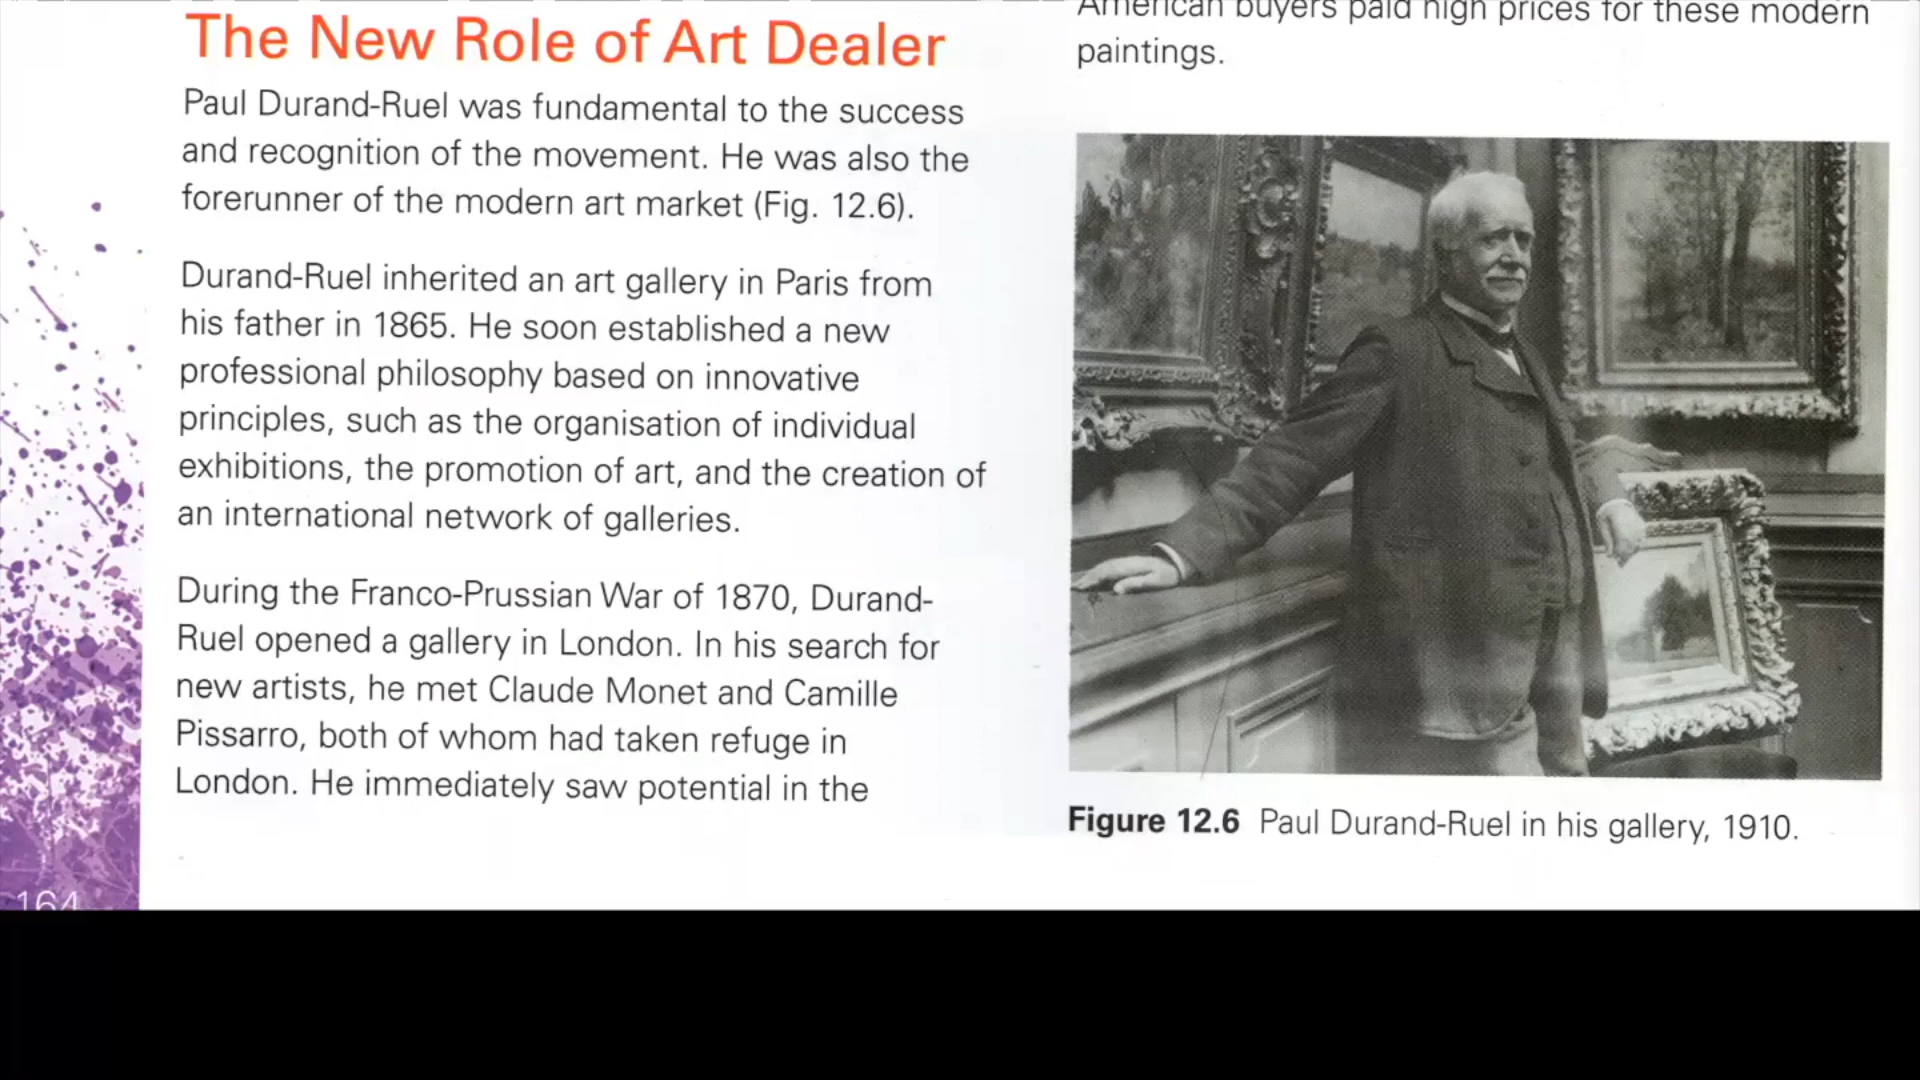 The New Role of Art Dealer
Paul Durand-Ruel was fundamental to the success
and recognition of the movement. He was also the
forerunner of the modern art market (Fig. 12.6).
Durand-Ruel inherited an art gallery in Paris from
his father in 1865. He soon established a new
professional philosophy based on innovative
principles, such as the organisation of individual
exhibitions, the promotion of art, and the creation of
an international network of galleries.
During the Franco-Prussian War of 1870, Durand-
Ruel opened a gallery in London. In his search for
new artists, he met Claude Monet and Camille
Pissarro, both of whom had taken refuge in
London. He immediately saw potential in the
164
American buyers paid high prices for these modern
paintings.
Figure 12.6 Paul Durand-Ruel in his gallery, 1910.